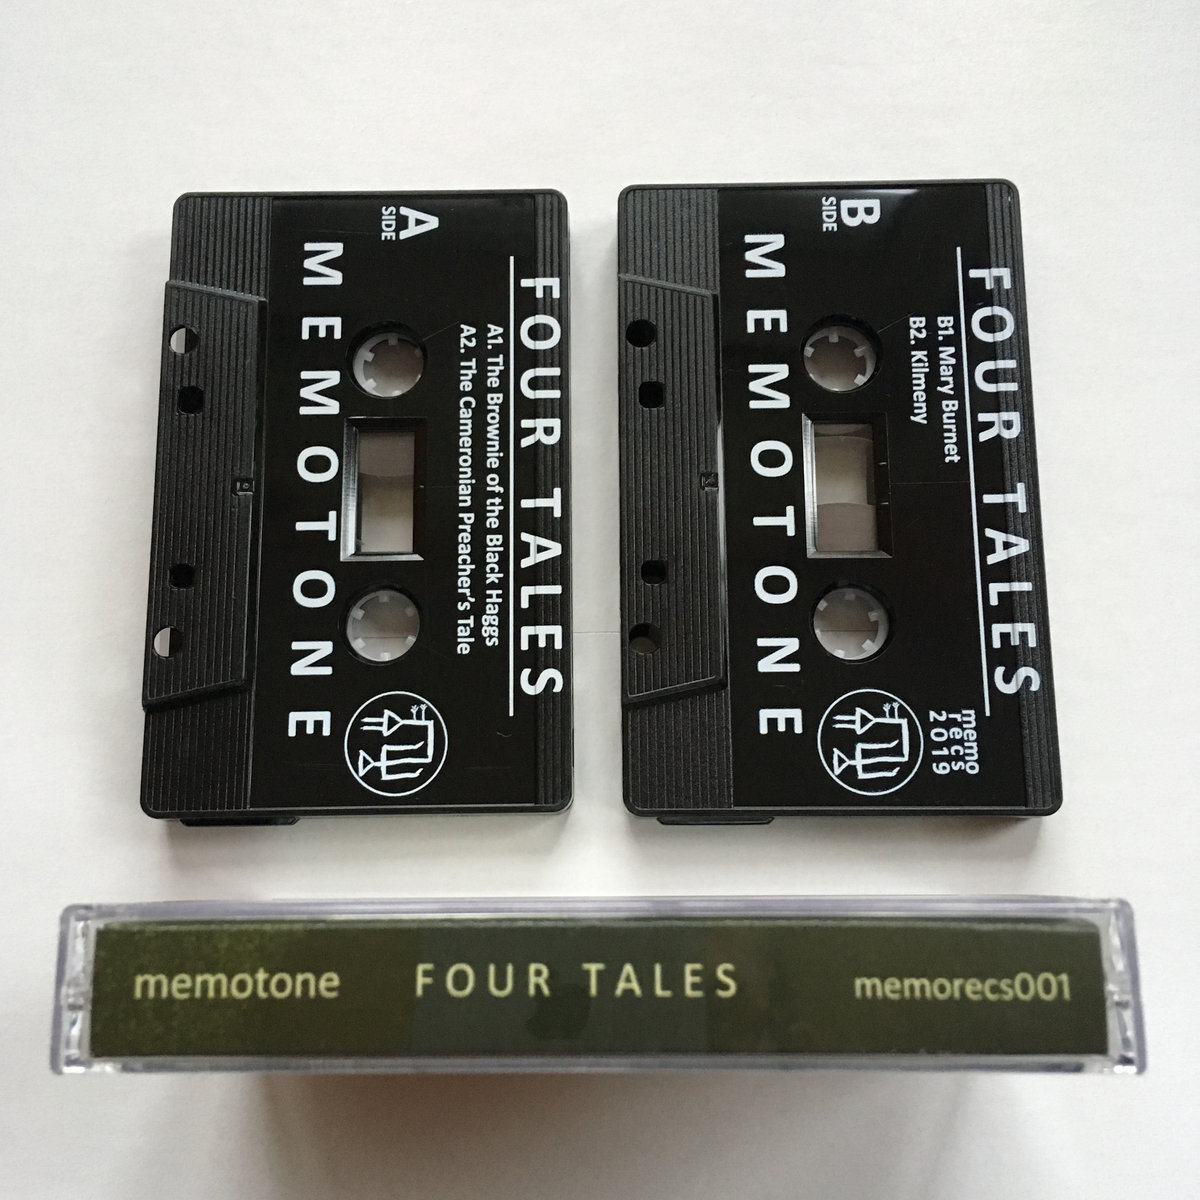 A
SIDE
FOUR TALES
A1. The Brownie of the Black Haggs
A2. The Cameronian Preacher's Tale
MEMOTONE
B
SIDE
FOUR TALES
B1. Mary Burnet
B2. Kilmeny
MEMOTONE
memo
recs
2019
memotone FOUR TALES memorecs001